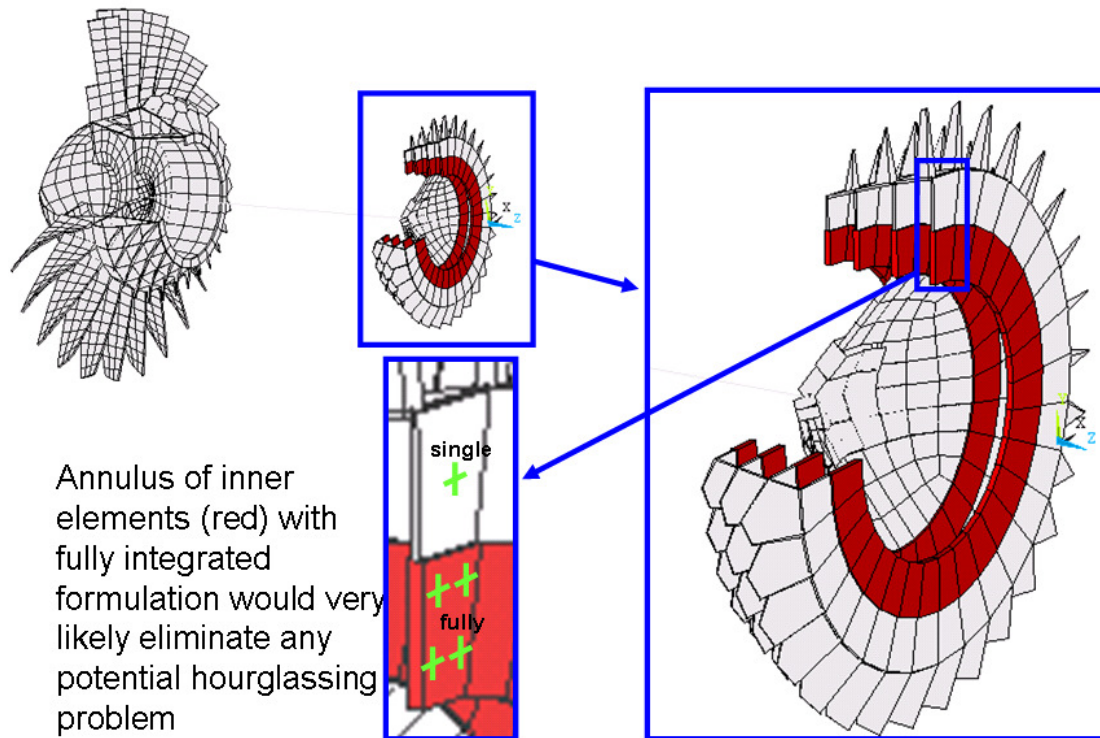 Y
X
Z
Y
X
Z
single
fully
Annulus of inner
elements (red) with
fully integrated
formulation would very
likely eliminate any
potential hourglassing
problem